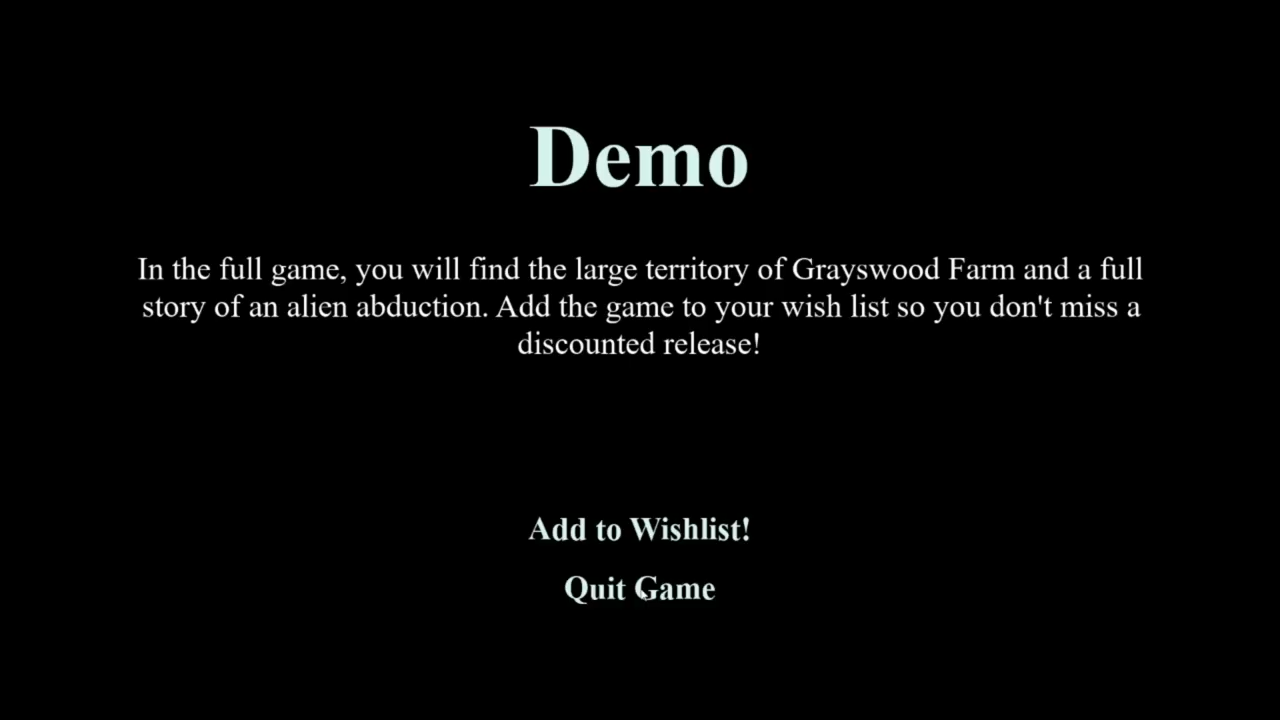 Demo
In the full game, you will find the large territory of Grayswood Farm and a full
story of an alien abduction. Add the game to your wish list so you don't miss a
discounted release!
Add to Wishlist!
Quit Game